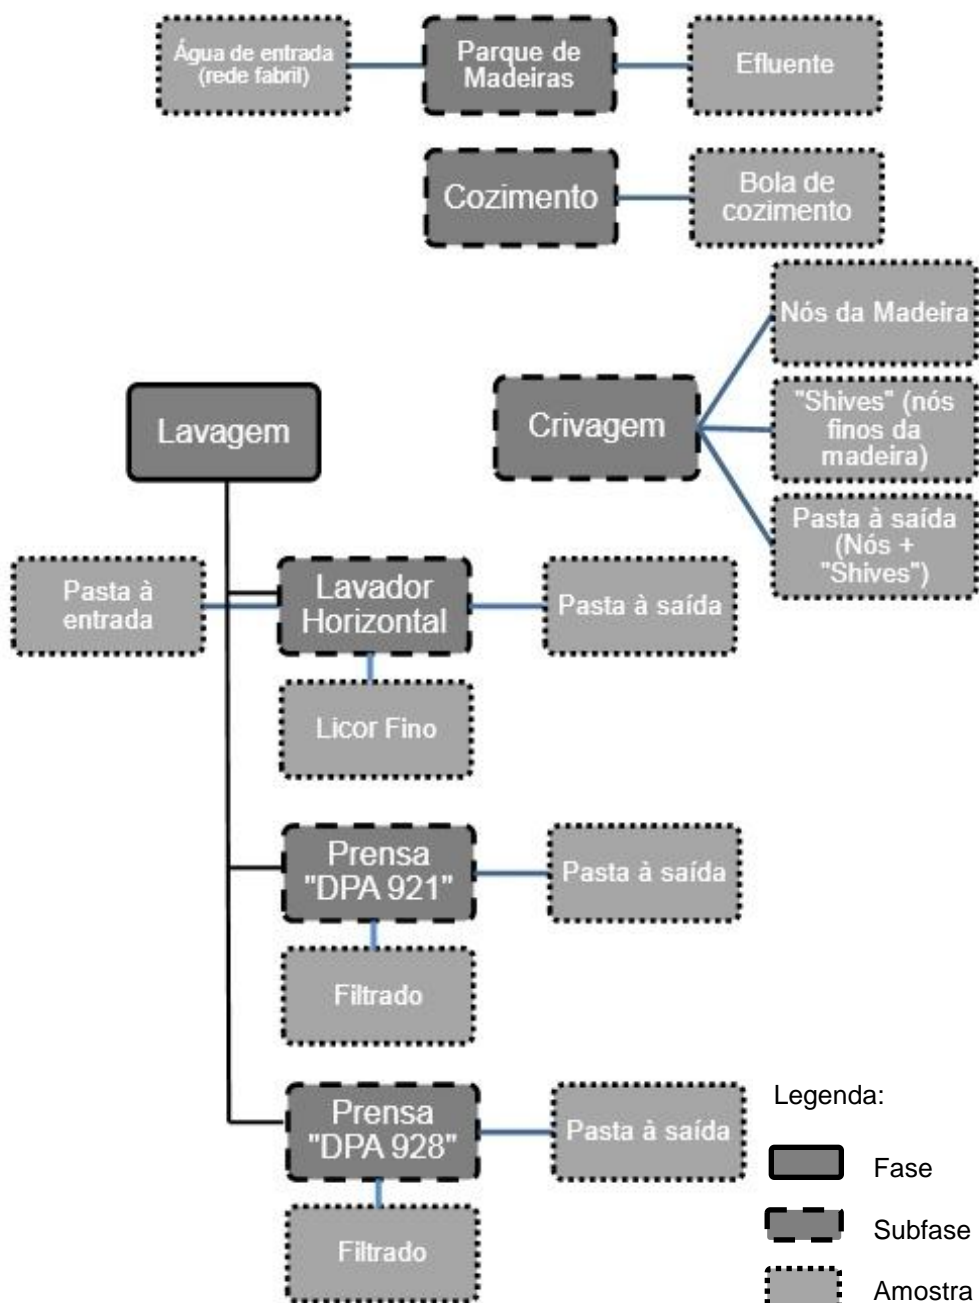 Água de entrada
(rede fabril)
Parque de
Madeiras
Efluente
Cozimento
Bola de
cozimento
Nós da Madeira
"Shives" (nós
finos da
madeira)
Pasta à saída
(Nós +
"Shives")
Crivagem
Lavagem
Pasta à
entrada
Lavador
Horizontal
Pasta à saída
Licor Fino
Prensa
"DPA 921"
Pasta à saída
Filtrado
Prensa
"DPA 928"
Pasta à saída
Filtrado
Legenda:
Fase
Subfase
Amostra